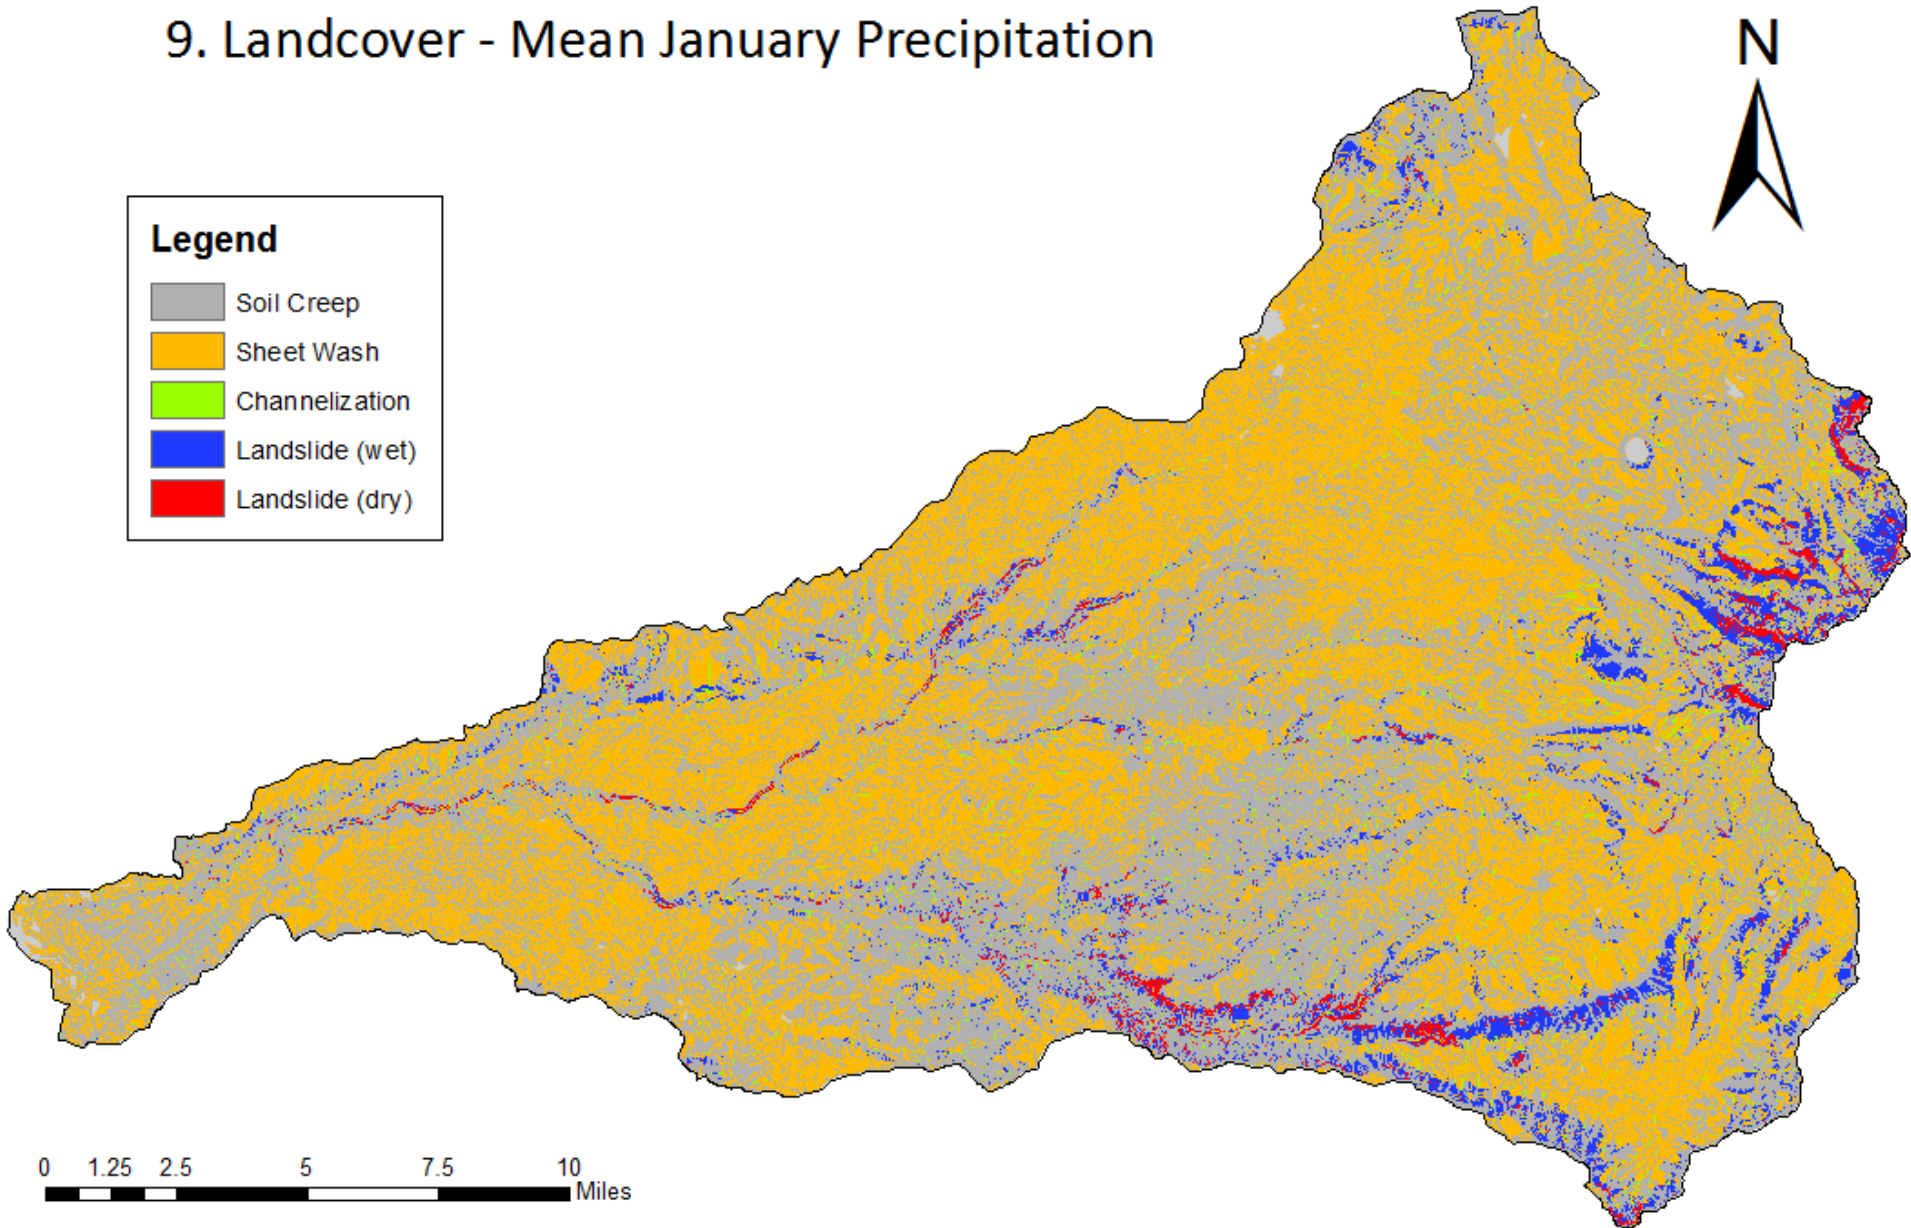 9. Landcover - Mean January Precipitation
N
Legend
Soil Creep
Sheet Wash
Channelization
Landslide (wet)
Landslide (dry)
0 1.25 2.5 5 7.5 10
Miles